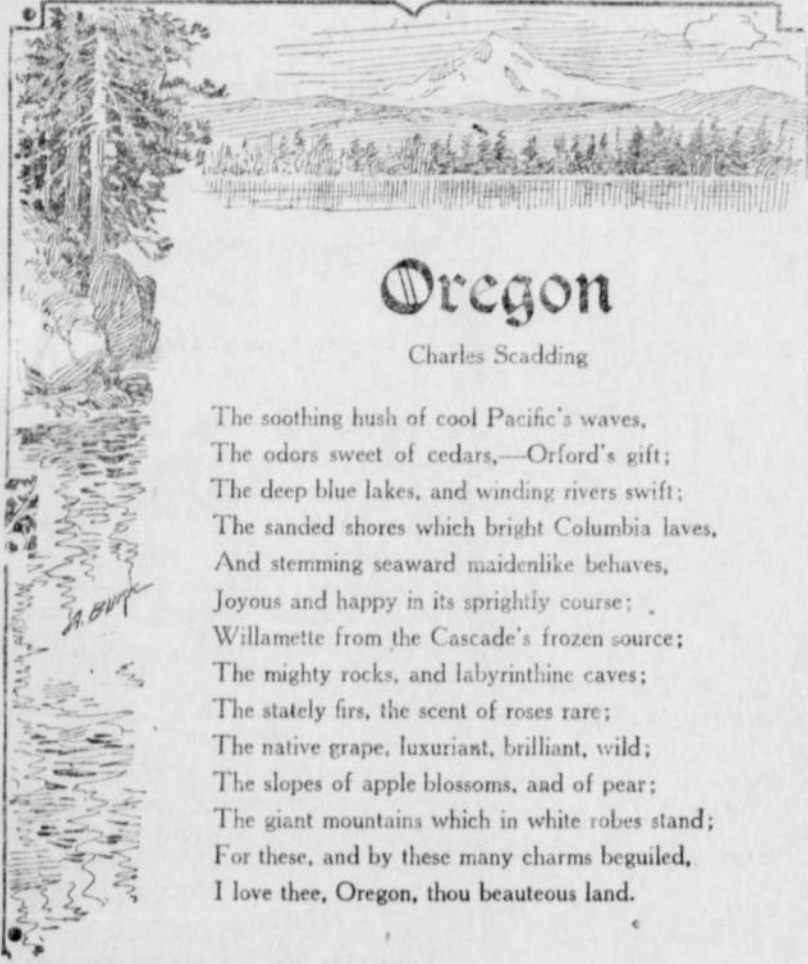 Oregon
Charles Scadding
The soothing hush of cool Pacific's waves,
The odors sweet of cedars,—Orford's gift;
The deep blue lakes, and winding rivers swift;
The sanded shores which bright Columbia laves,
And stemming seaward maidenlike behaves,
Joyous and happy in its sprightly course;
Willamette from the Cascade's frozen source;
The mighty rocks, and labyrinthine caves;
The stately firs, the scent of roses rare;
The native grape, luxuriant, brilliant, wild;
The slopes of apple blossoms, and of pear;
The giant mountains which in white robes stand;
For these, and by these many charms beguiled,
I love thee, Oregon, thou beauteous land.